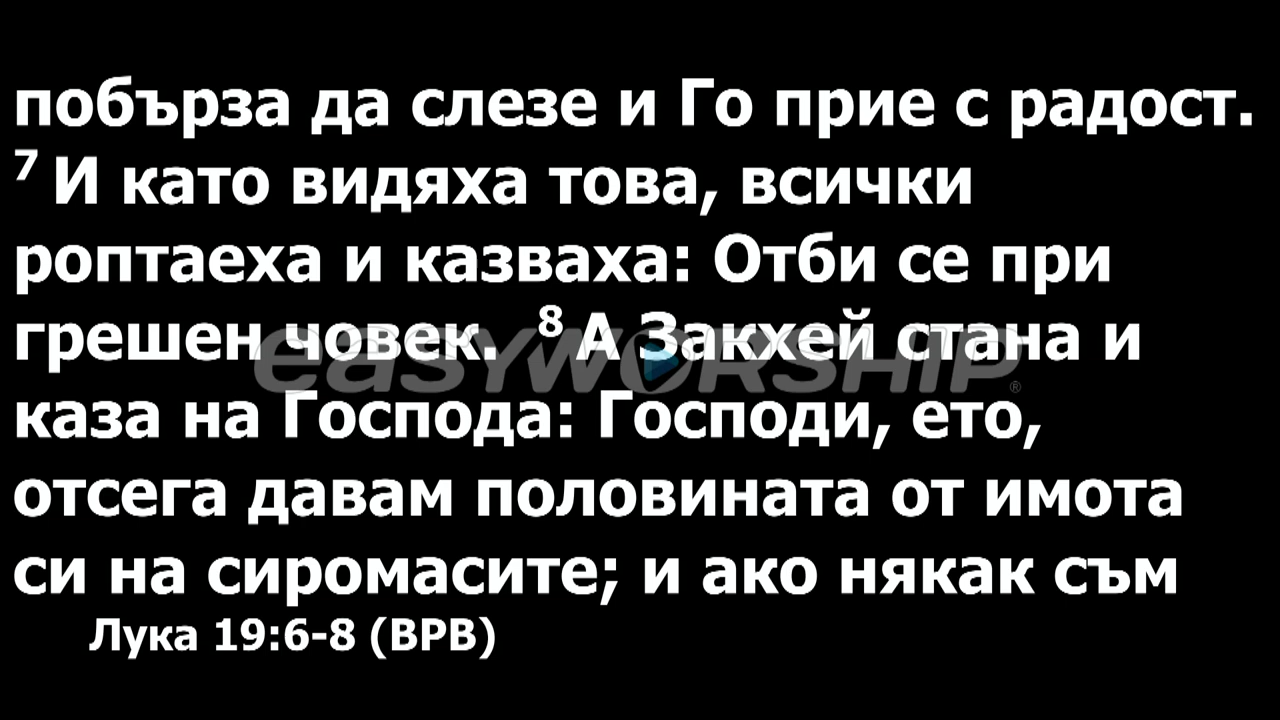 побърза да слезе и Го прие с радост.
7 И като видяха това, всички
роптаеха и казваха: Отби се при
грешен човек. 8 А Закхей стана и
easyworship®
каза на Господа: Господи, ето,
отсега давам половината от имота
си на сиромасите; и ако някак съм
Лука 19:6-8 (ВРВ)